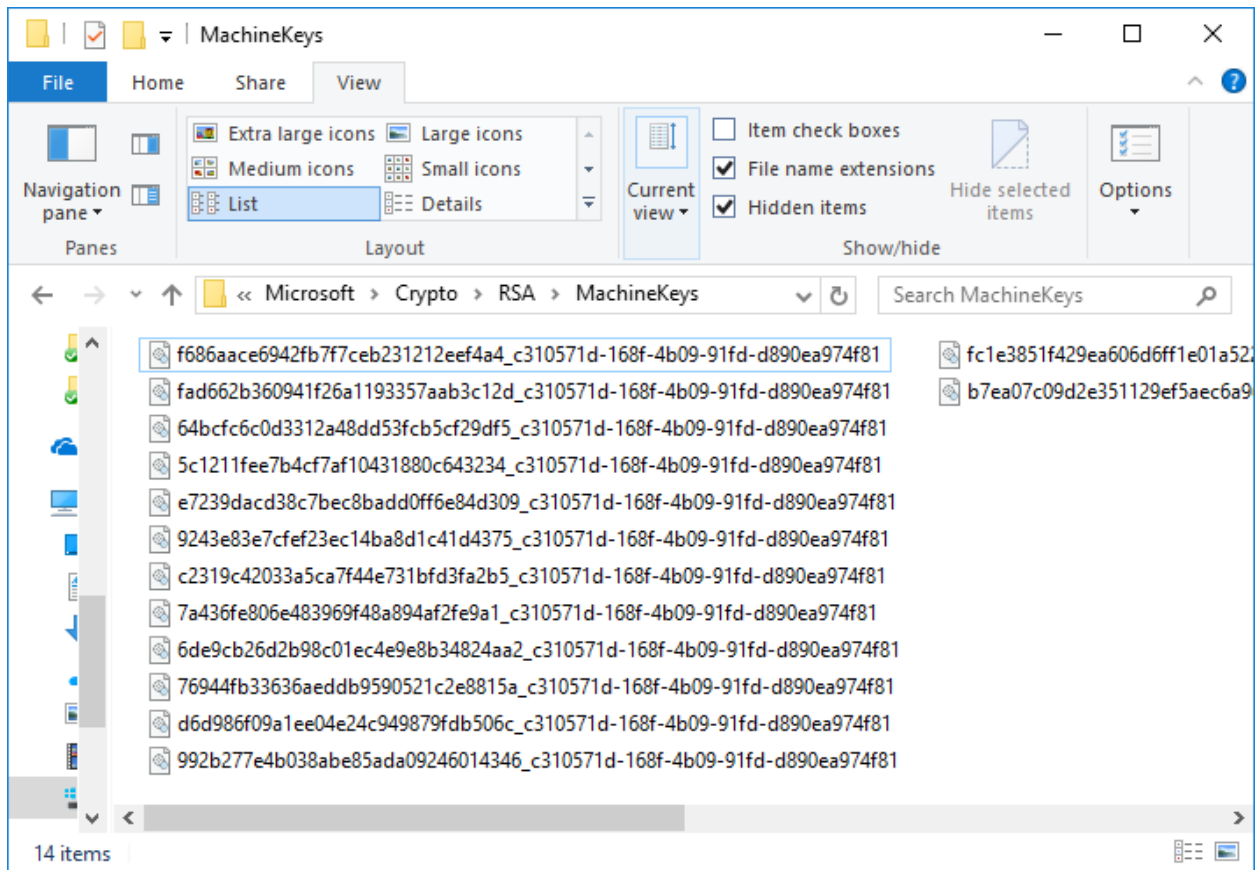 MachineKeys
File Home Share View
Extra large icons Large icons
Medium icons Small icons
List Details
Navigation pane
Current view
Item check boxes
File name extensions
Hidden items
Hide selected items
Options
Panes Layout Show/hide
« Microsoft > Crypto > RSA > MachineKeys
Search MachineKeys
f686aace6942fb7f7ceb231212eef4a4_c310571d-168f-4b09-91fd-d890ea974f81
fad662b360941f26a1193357aab3c12d_c310571d-168f-4b09-91fd-d890ea974f81
64bcfc6c0d3312a48dd53fcb5cf29df5_c310571d-168f-4b09-91fd-d890ea974f81
5c1211fee7b4cf7af10431880c643234_c310571d-168f-4b09-91fd-d890ea974f81
e7239dacd38c7bec8badd0ff6e84d309_c310571d-168f-4b09-91fd-d890ea974f81
9243e83e7cfef23ec14ba8d1c41d4375_c310571d-168f-4b09-91fd-d890ea974f81
c2319c42033a5ca7f44e731bfd3fa2b5_c310571d-168f-4b09-91fd-d890ea974f81
7a436fe806e483969f48a894af2fe9a1_c310571d-168f-4b09-91fd-d890ea974f81
6de9cb26d2b98c01ec4e9e8b34824aa2_c310571d-168f-4b09-91fd-d890ea974f81
76944fb33636aeddb9590521c2e8815a_c310571d-168f-4b09-91fd-d890ea974f81
d6d986f09a1ee04e24c949879fdb506c_c310571d-168f-4b09-91fd-d890ea974f81
992b277e4b038abe85ada09246014346_c310571d-168f-4b09-91fd-d890ea974f81
14 items